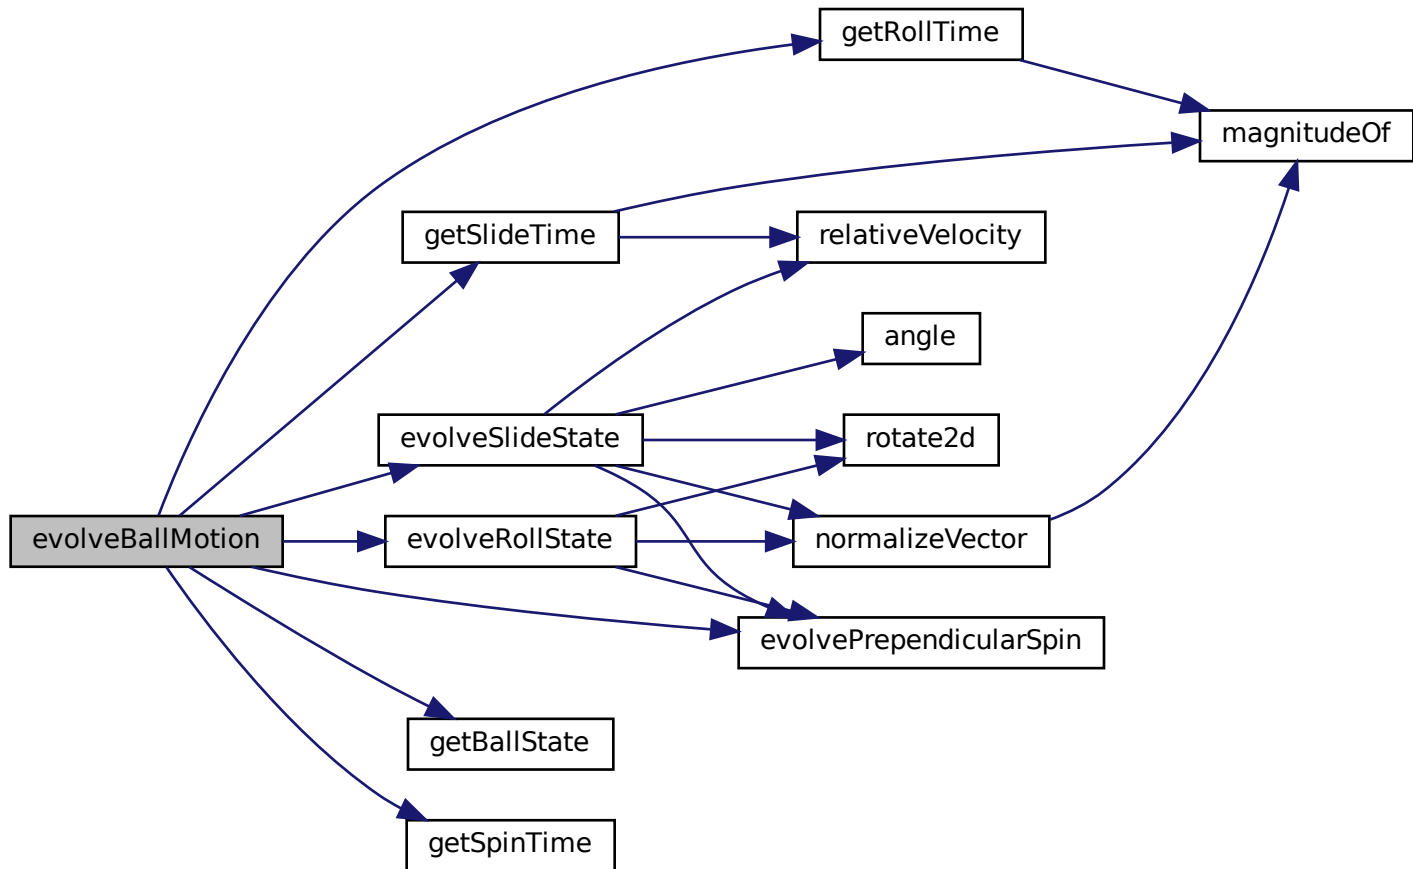 getRollTime
magnitudeOf
getSlideTime
relativeVelocity
angle
evolveSlideState
rotate2d
evolveBallMotion
evolveRollState
normalizeVector
evolvePrependicularSpin
getBallState
getSpinTime